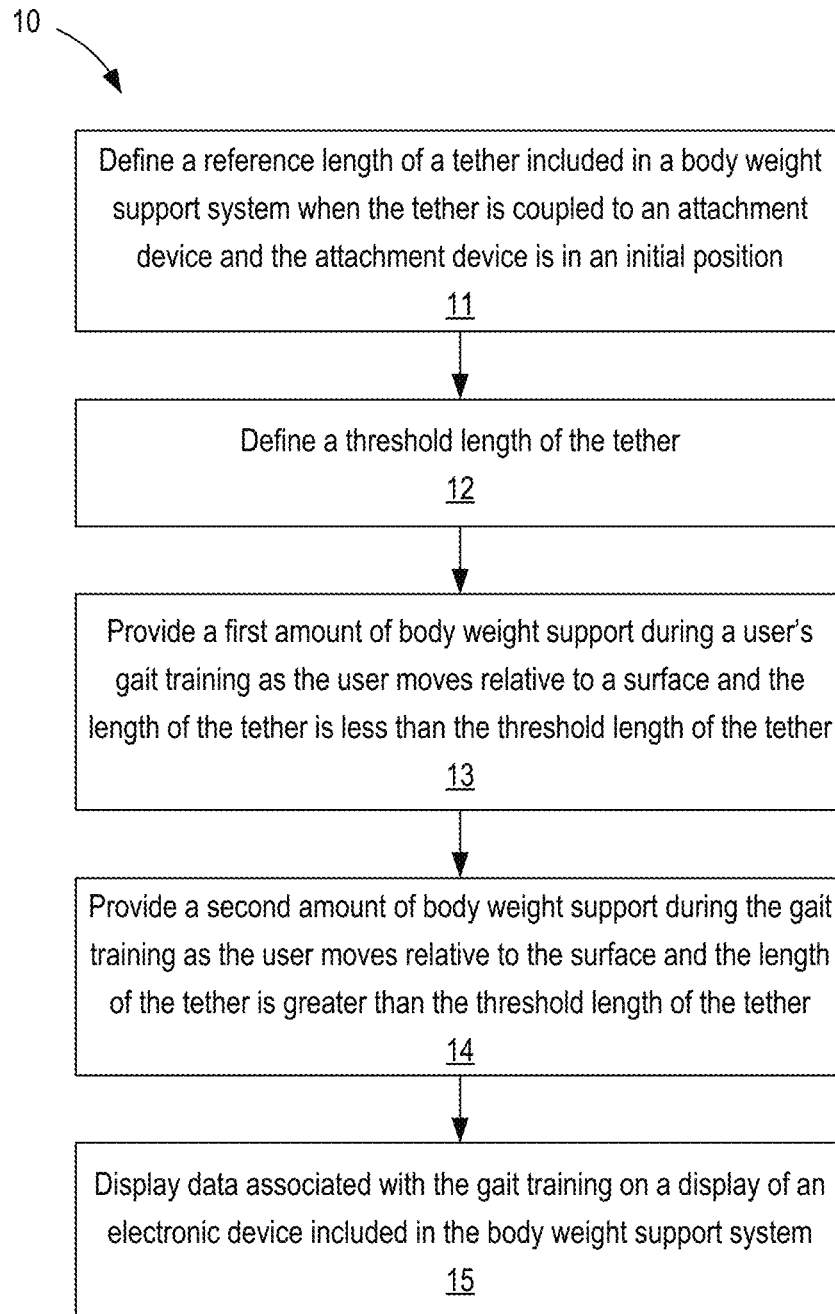 10
Define a reference length of a tether included in a body weight
support system when the tether is coupled to an attachment
device and the attachment device is in an initial position
11
Define a threshold length of the tether
12
Provide a first amount of body weight support during a user's
gait training as the user moves relative to a surface and the
length of the tether is less than the threshold length of the tether
13
Provide a second amount of body weight support during the gait
training as the user moves relative to the surface and the length
of the tether is greater than the threshold length of the tether
14
Display data associated with the gait training on a display of an
electronic device included in the body weight support system
15